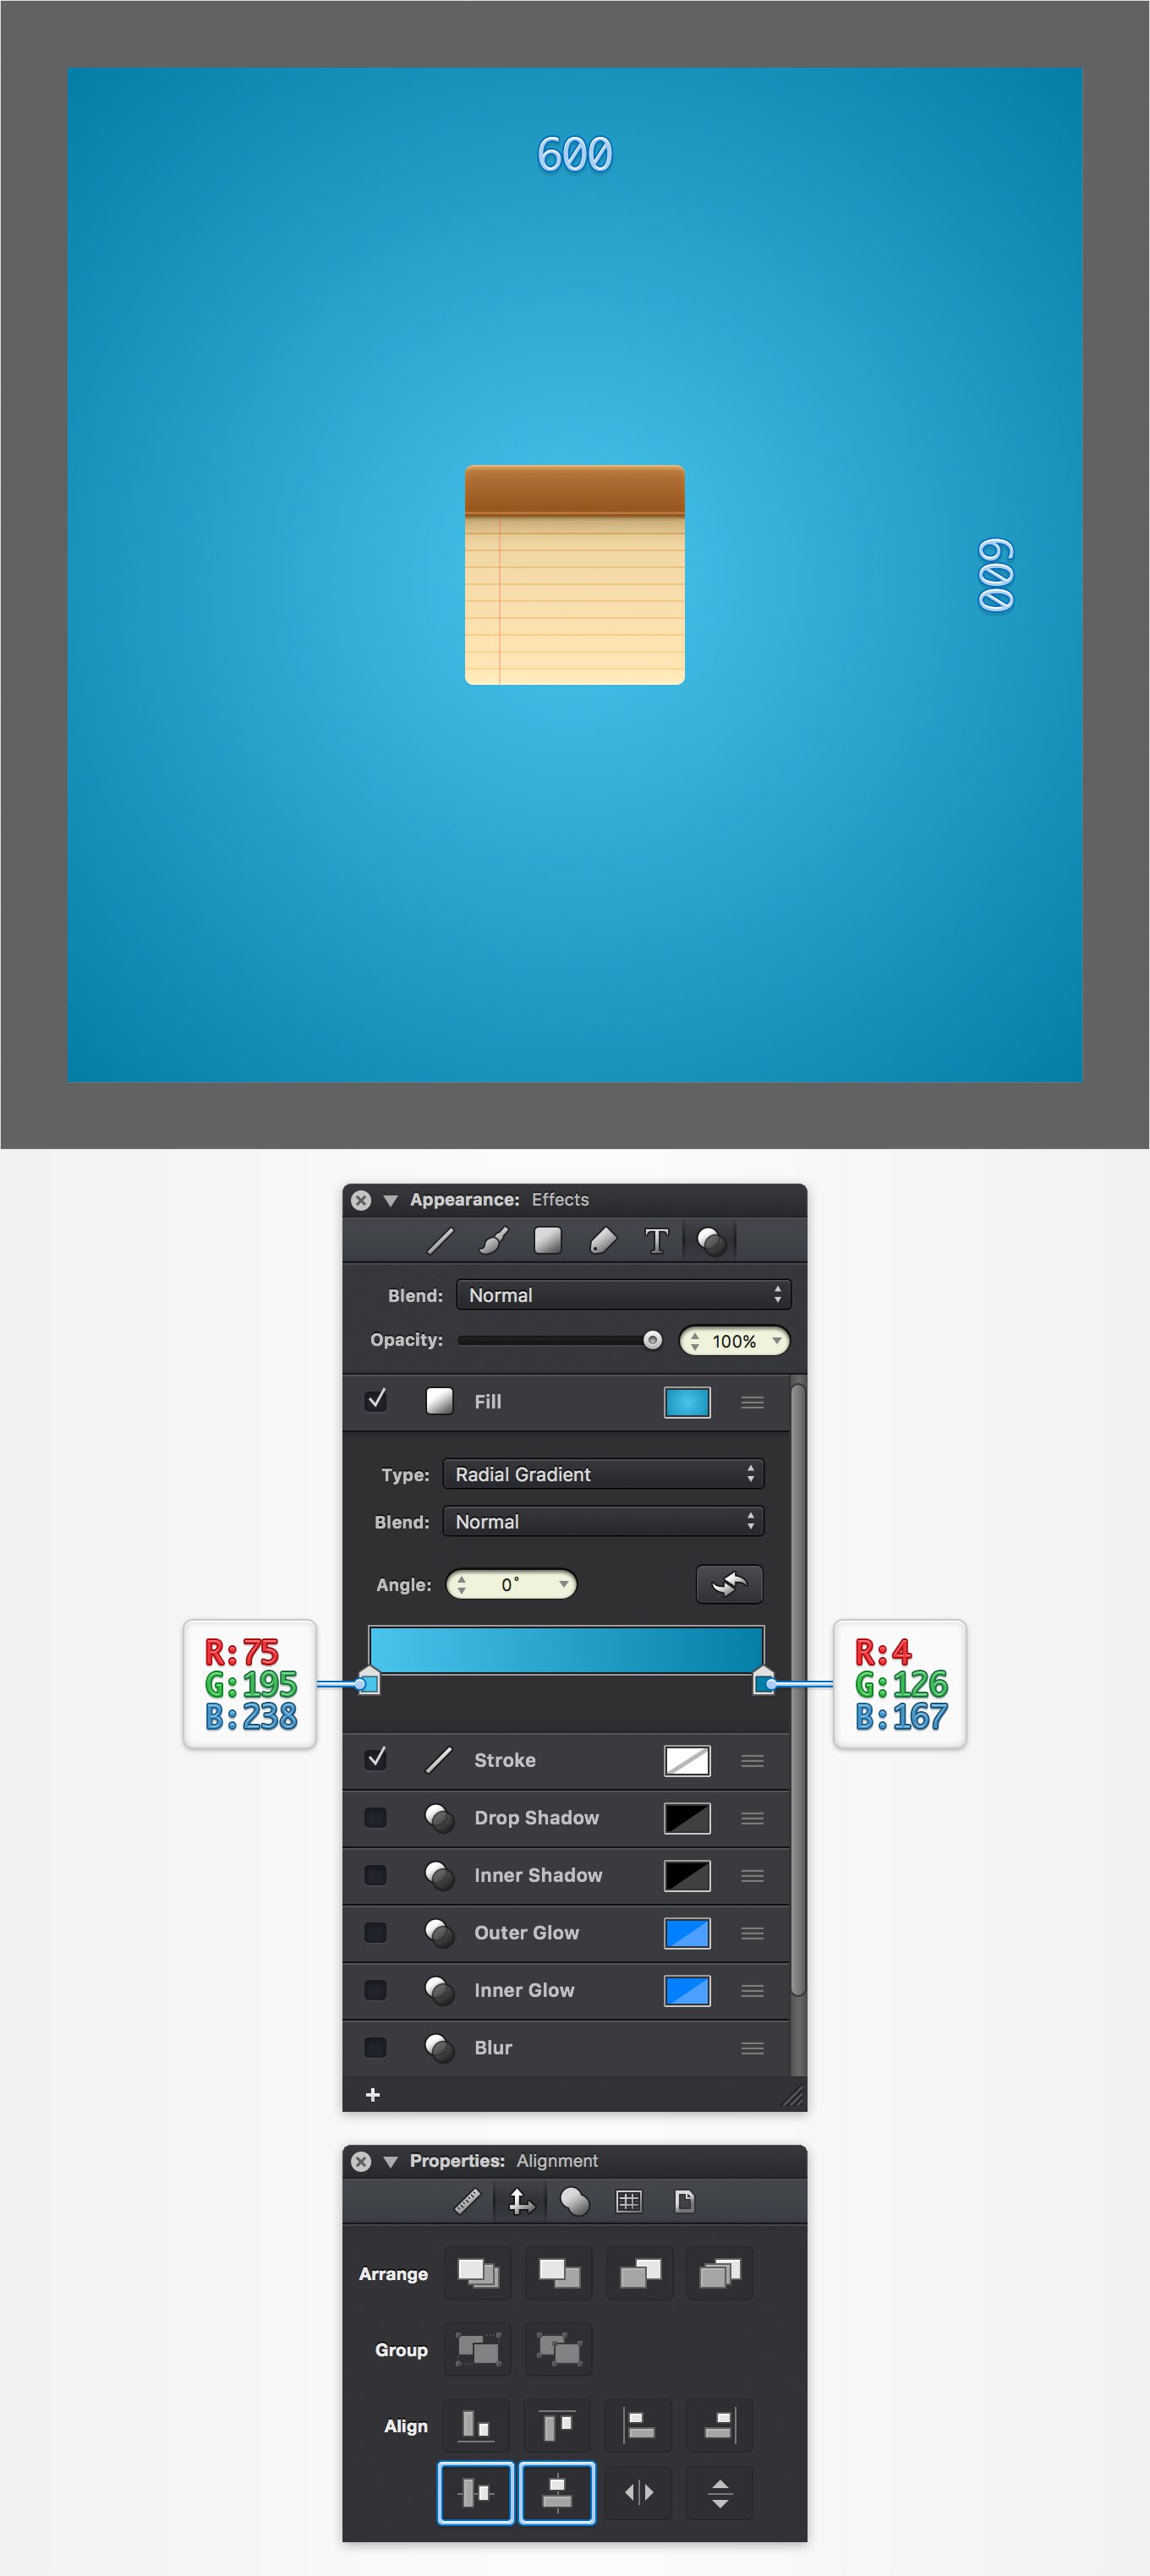 600
600
Appearance: Effects
T
Blend: Normal
Opacity: 100%
Fill
Type: Radial Gradient
Blend: Normal
Angle: 0°
R:75
G:195
B:238
R:4
G:126
B:167
Stroke
Drop Shadow
Inner Shadow
Outer Glow
Inner Glow
Blur
+
Properties: Alignment
Arrange
Group
Align